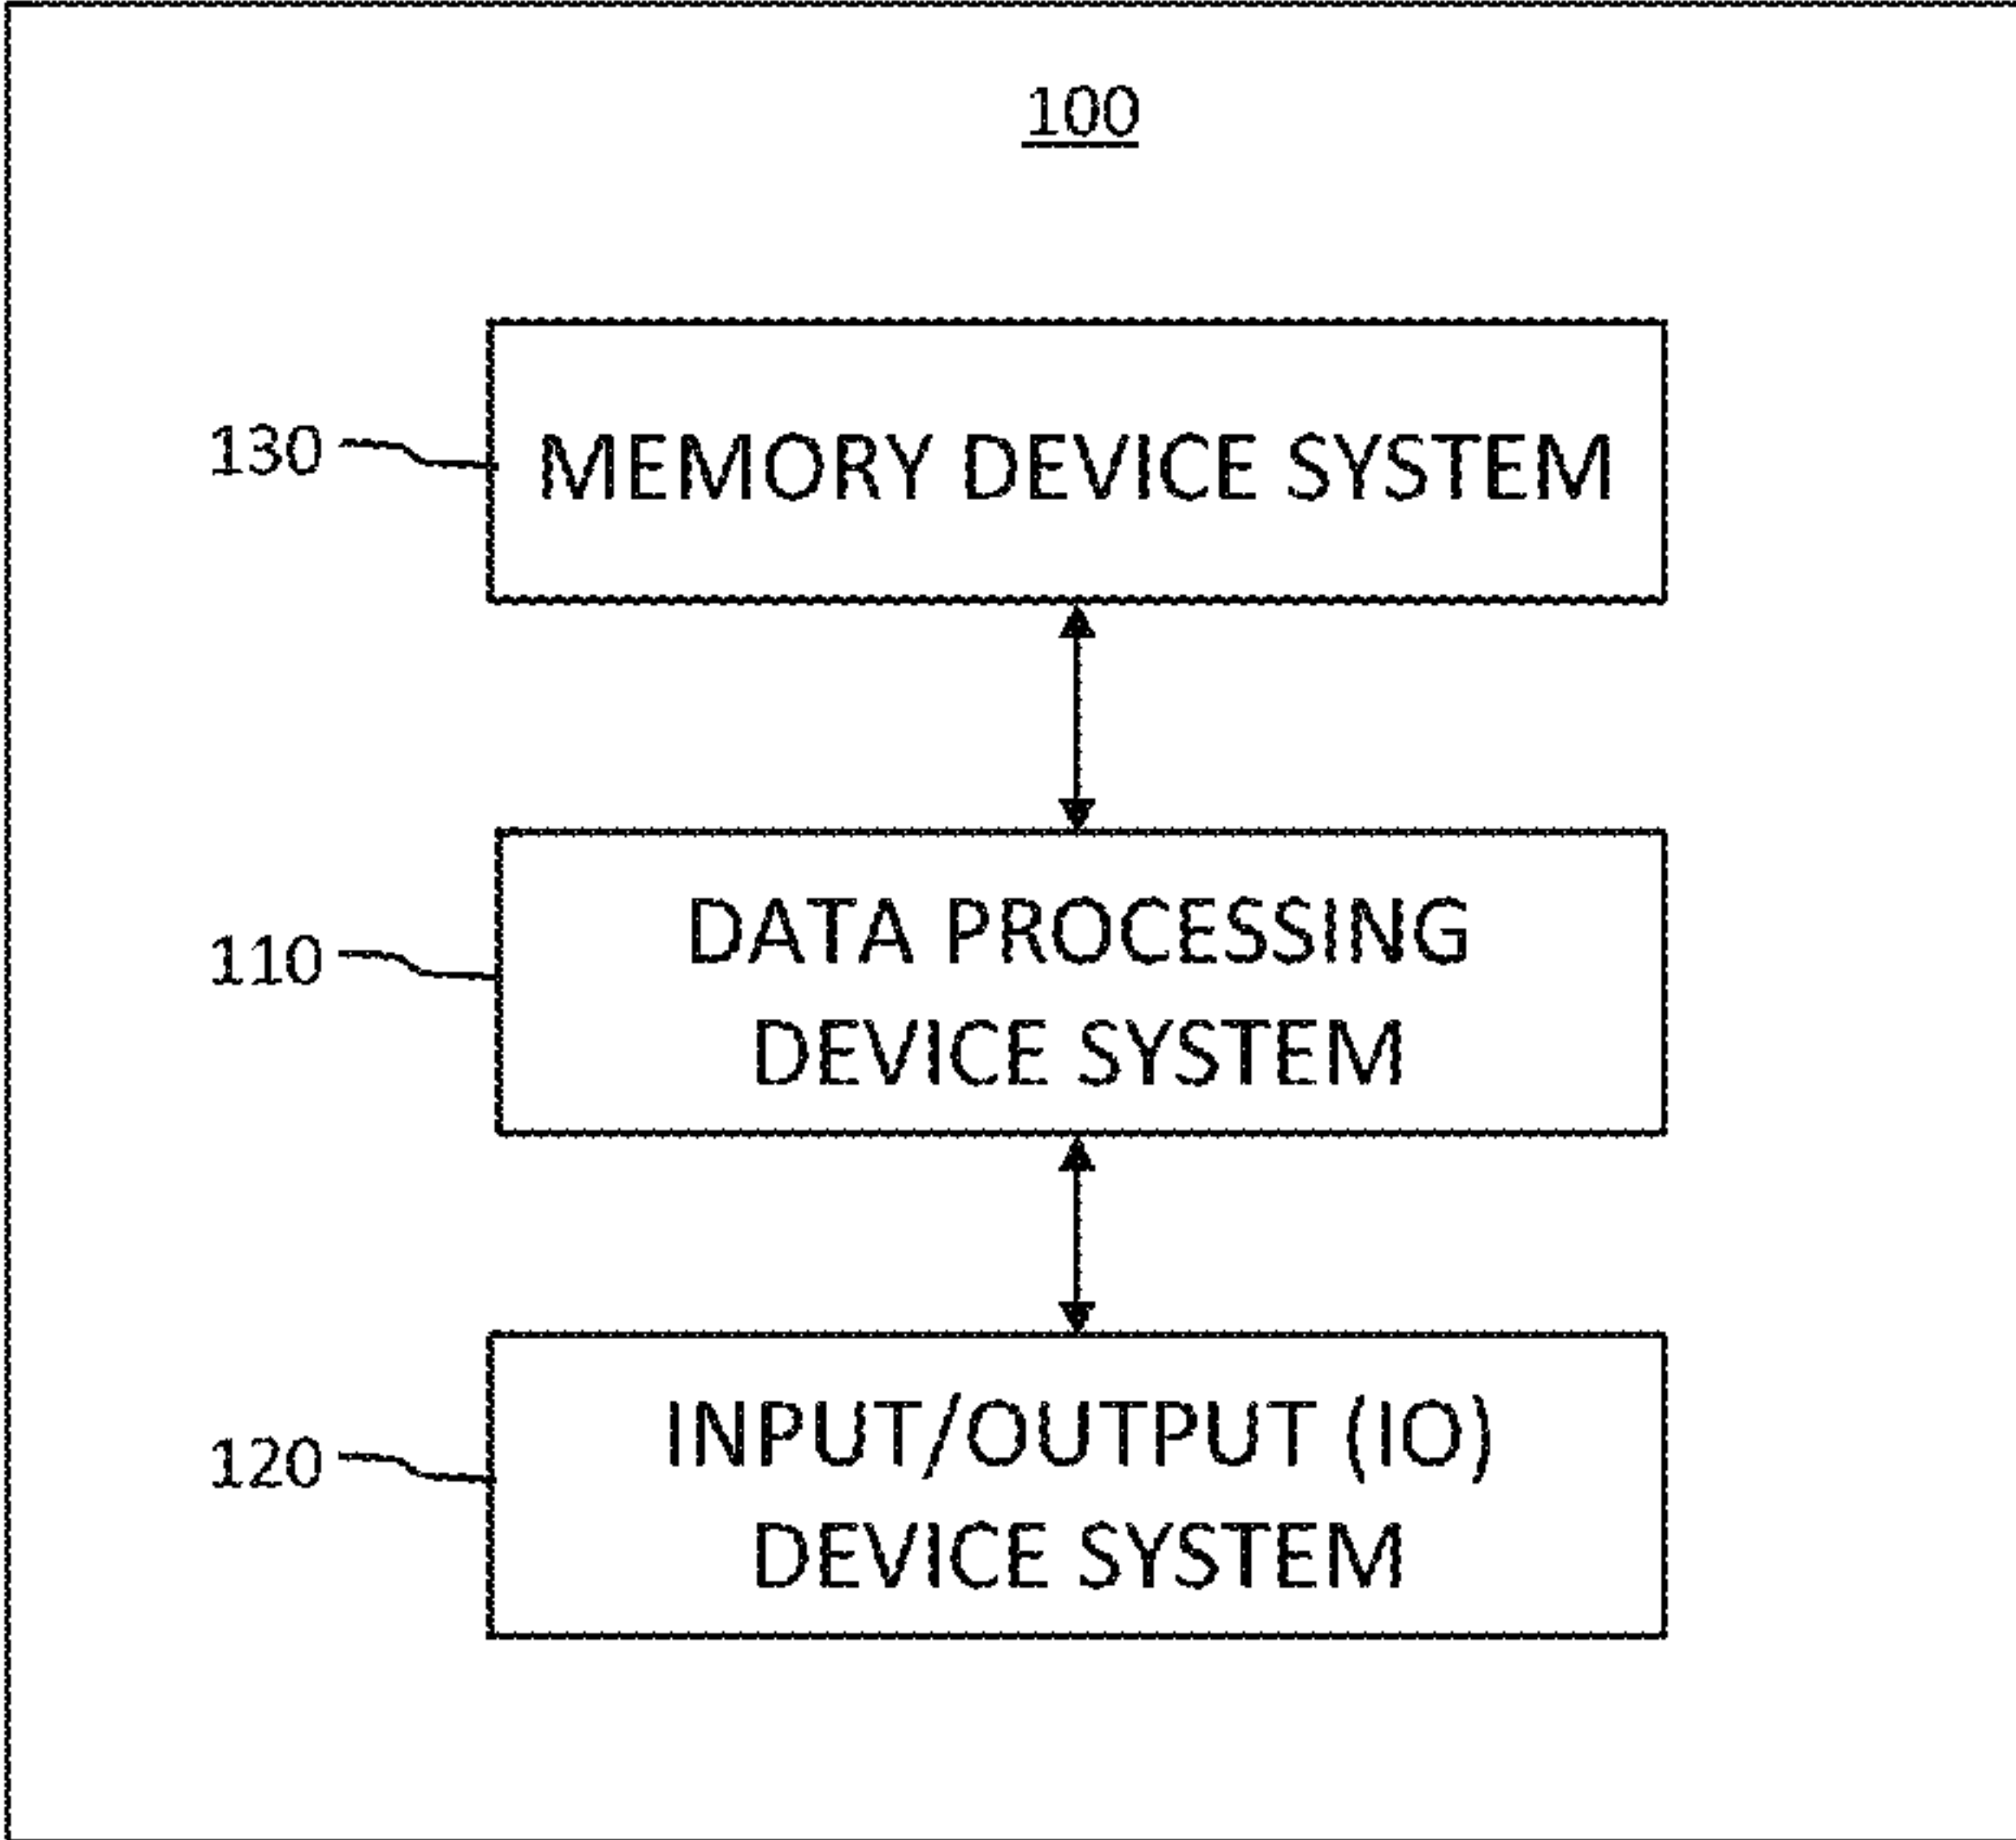 100
130
MEMORY DEVICE SYSTEM
110
DATA PROCESSING
DEVICE SYSTEM
120
INPUT/OUTPUT (IO)
DEVICE SYSTEM